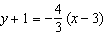 y + 1 = −4/3 (x − 3)